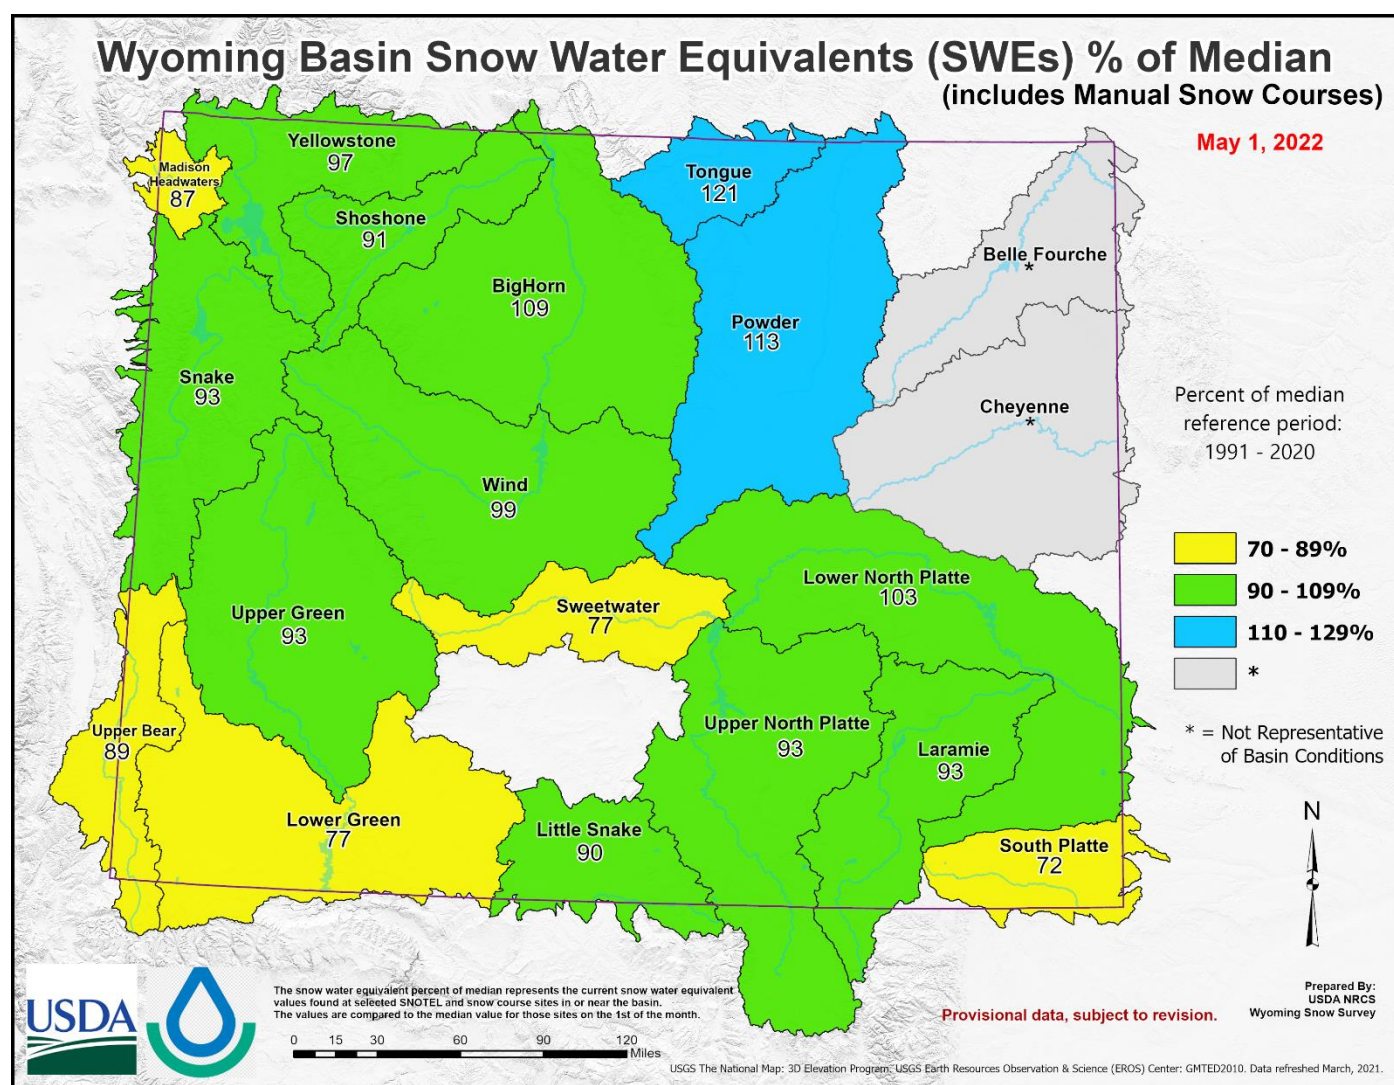 Wyoming Basin Snow Water Equivalents (SWEs) % of Median
(includes Manual Snow Courses)
May 1, 2022
Yellowstone
97
Madison
Headwaters
87
Shoshone
91
BigHorn
109
Tongue
121
Powder
113
Belle Fourche
*
Cheyenne
*
Snake
93
Wind
99
Upper Green
93
Sweetwater
77
Lower North Platte
103
Upper Bear
89
Lower Green
77
Little Snake
90
Upper North Platte
93
Laramie
93
South Platte
72
Percent of median
reference period:
1991 - 2020
70 - 89%
90 - 109%
110 - 129%
*
* = Not Representative
of Basin Conditions
N
USDA
The snow water equivalent percent of median represents the current snow water equivalent
values found at selected SNOTEL and snow course sites in or near the basin.
The values are compared to the median value for those sites on the 1st of the month.
0 15 30 60 90 120
Miles
Provisional data, subject to revision.
Prepared By:
USDA NRCS
Wyoming Snow Survey
USGS The National Map: 3D Elevation Program. USGS Earth Resources Observation & Science (EROS) Center: GMTED2010. Data refreshed March, 2021.